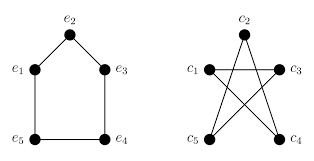 e₂ c₂
e₁ e₃ c₁ c₃
e₅ e₄ c₅ c₄